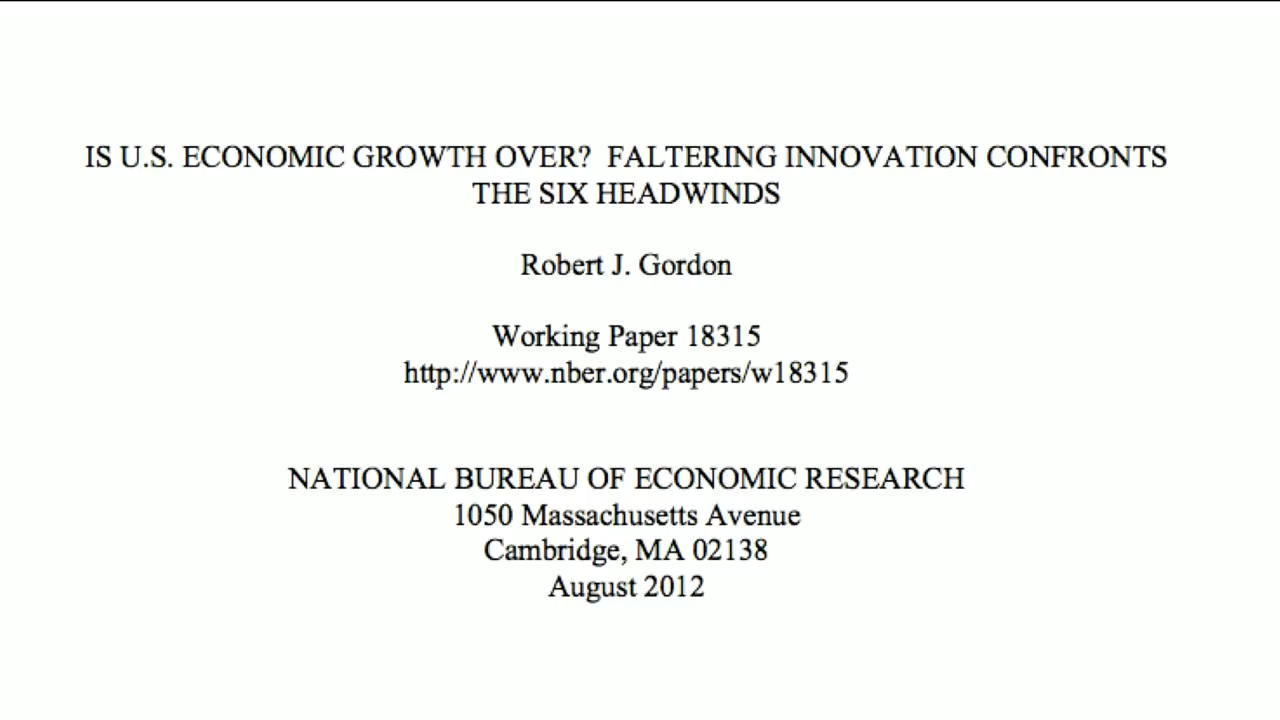 IS U.S. ECONOMIC GROWTH OVER?  FALTERING INNOVATION CONFRONTS
THE SIX HEADWINDS
Robert J. Gordon
Working Paper 18315
http://www.nber.org/papers/w18315
NATIONAL BUREAU OF ECONOMIC RESEARCH
1050 Massachusetts Avenue
Cambridge, MA 02138
August 2012